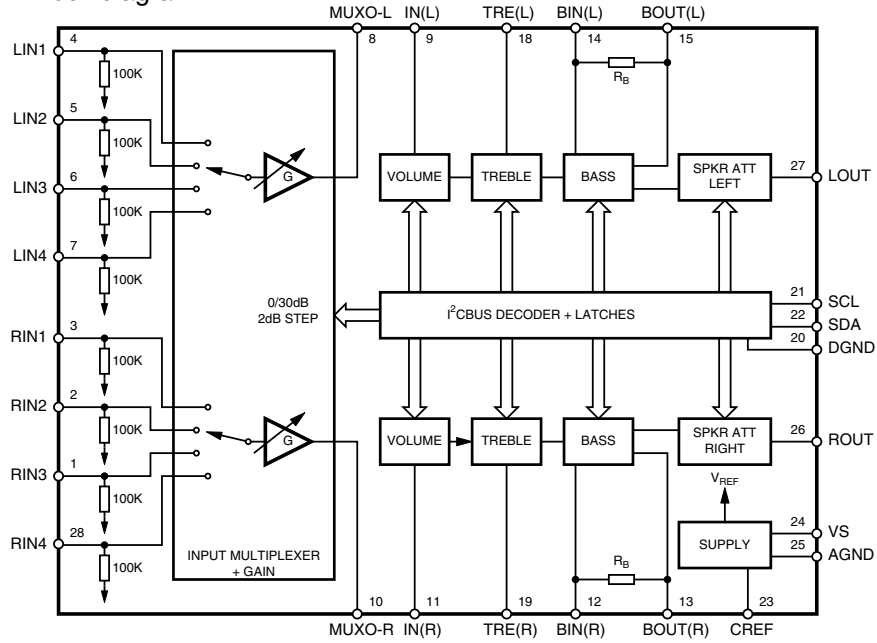 MUXO-L IN(L) TRE(L) BIN(L) BOUT(L)
4 8 9 18 14 15
LIN1
100K
RB
5
LIN2
100K
6
LIN3
100K
G
VOLUME TREBLE BASS SPKR ATT LEFT 27 LOUT
7
LIN4
100K
0/30dB
2dB STEP
I2CBUS DECODER + LATCHES
21 SCL
22 SDA
20 DGND
3
RIN1
100K
2
RIN2
100K
G
VOLUME TREBLE BASS SPKR ATT RIGHT 26 ROUT
1
RIN3
100K
VREF
28
RIN4
100K
INPUT MULTIPLEXER
+ GAIN
RB
SUPPLY
24 VS
25 AGND
10 11 19 12 13 23
MUXO-R IN(R) TRE(R) BIN(R) BOUT(R) CREF